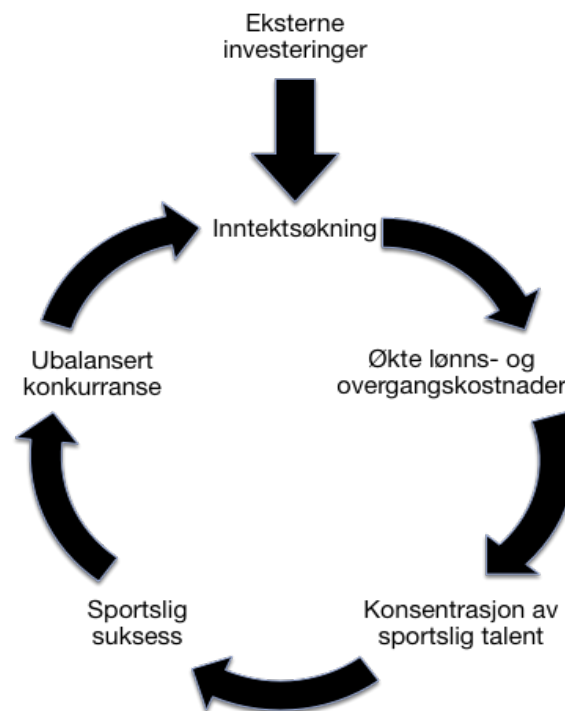 Eksterne
investeringer
Inntektsøkning
Økte lønns- og
overgangskostnader
Konsentrasjon av
sportslig talent
Sportslig
suksess
Ubalansert
konkurranse